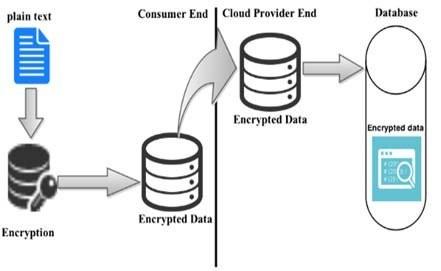 plain text
Consumer End
Cloud Provider End
Database
Encrypted Data
Encrypted data
Encrypted Data
Encryption